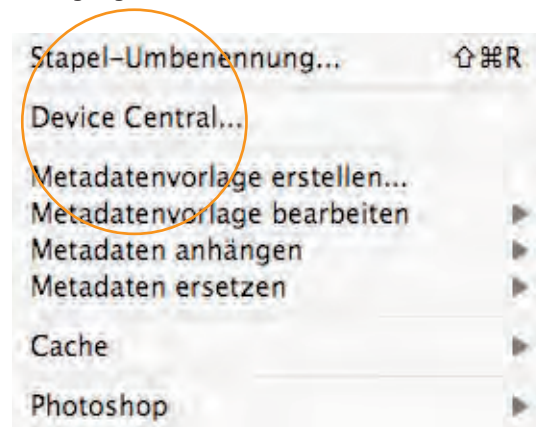 Stapel-Umbenennung... ⇧⌘R
Device Central...
Metadatenvorlage erstellen...
Metadatenvorlage bearbeiten
Metadaten anhängen
Metadaten ersetzen
Cache
Photoshop